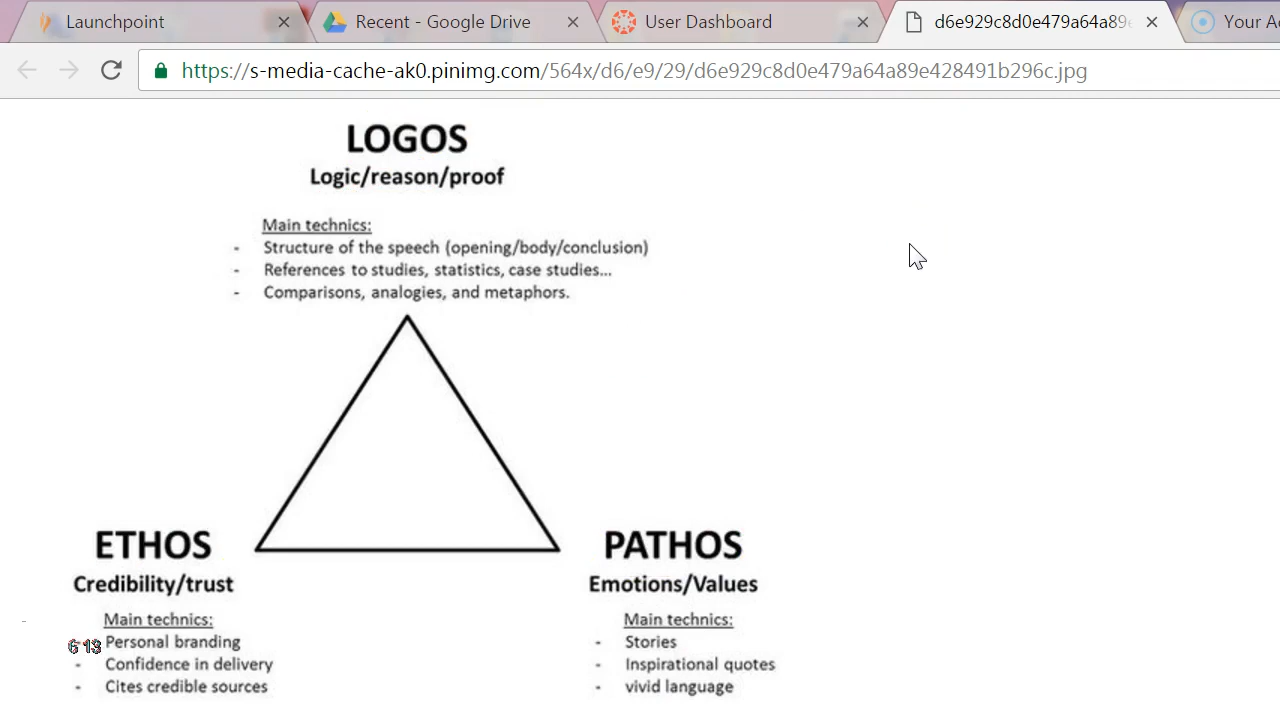 Launchpoint
Recent - Google Drive
User Dashboard
d6e929c8d0e479a64a89e
Your Ac
https://s-media-cache-ak0.pinimg.com/564x/d6/e9/29/d6e929c8d0e479a64a89e428491b296c.jpg
LOGOS
Logic/reason/proof
Main technics:
- Structure of the speech (opening/body/conclusion)
- References to studies, statistics, case studies...
- Comparisons, analogies, and metaphors.
ETHOS
Credibility/trust
Main technics:
6:13
Personal branding
- Confidence in delivery
- Cites credible sources
PATHOS
Emotions/Values
Main technics:
- Stories
- Inspirational quotes
- vivid language